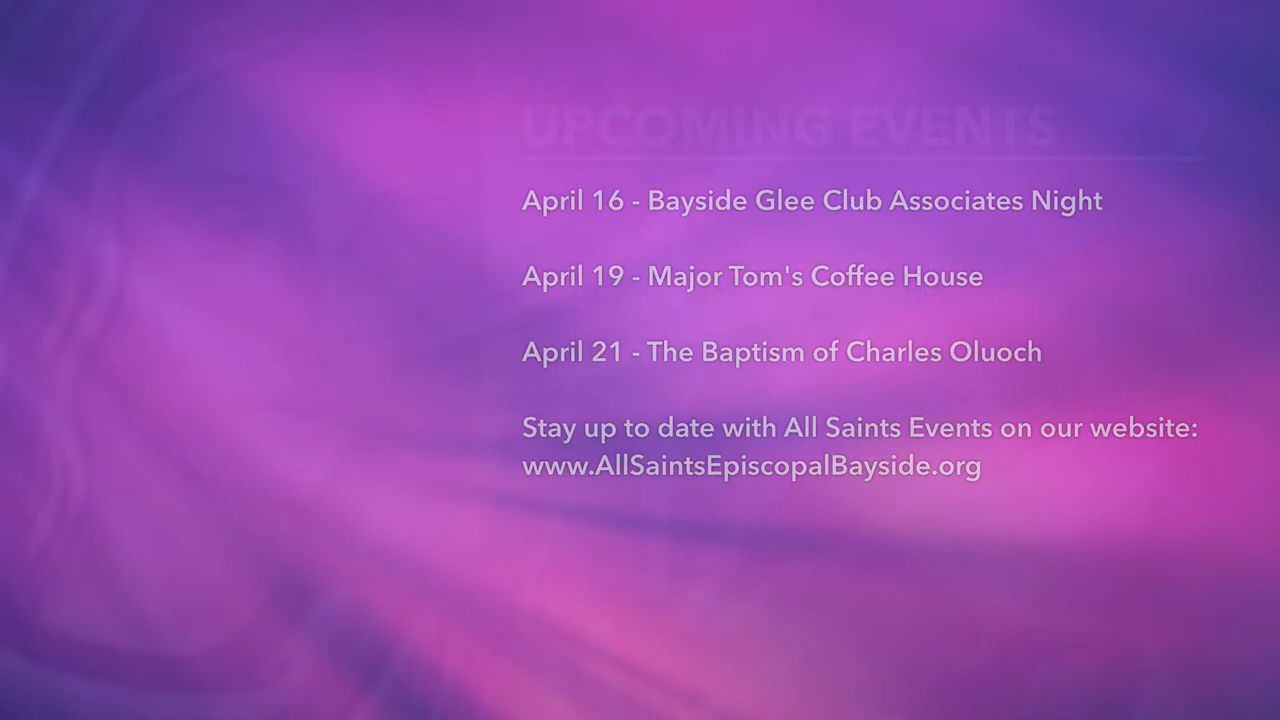 UPCOMING EVENTS
April 16 - Bayside Glee Club Associates Night
April 19 - Major Tom's Coffee House
April 21 - The Baptism of Charles Oluoch
Stay up to date with All Saints Events on our website:
www.AllSaintsEpiscopalBayside.org